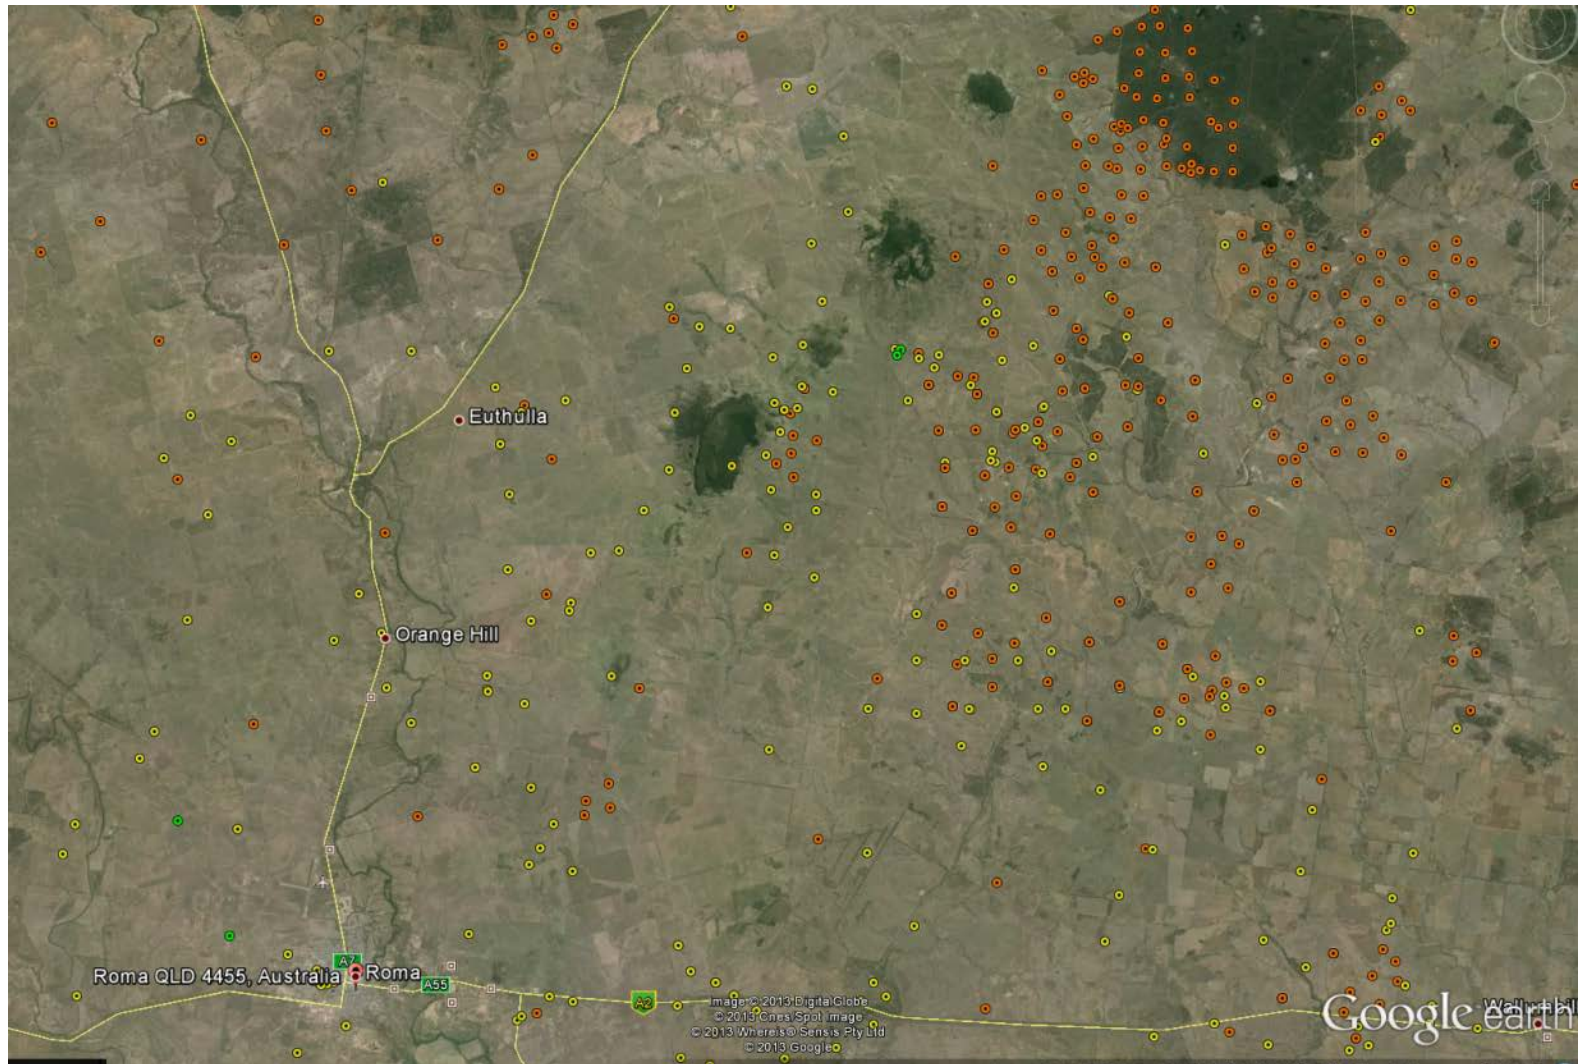 Euthulla
Orange Hill
A7
Roma QLD 4455, Australia
Roma
A55
A2
Image © 2013 DigitalGlobe
© 2013 Cnes/Spot Image
© 2013 Whereis® Sensis Pty Ltd
© 2013 Google
Google earth